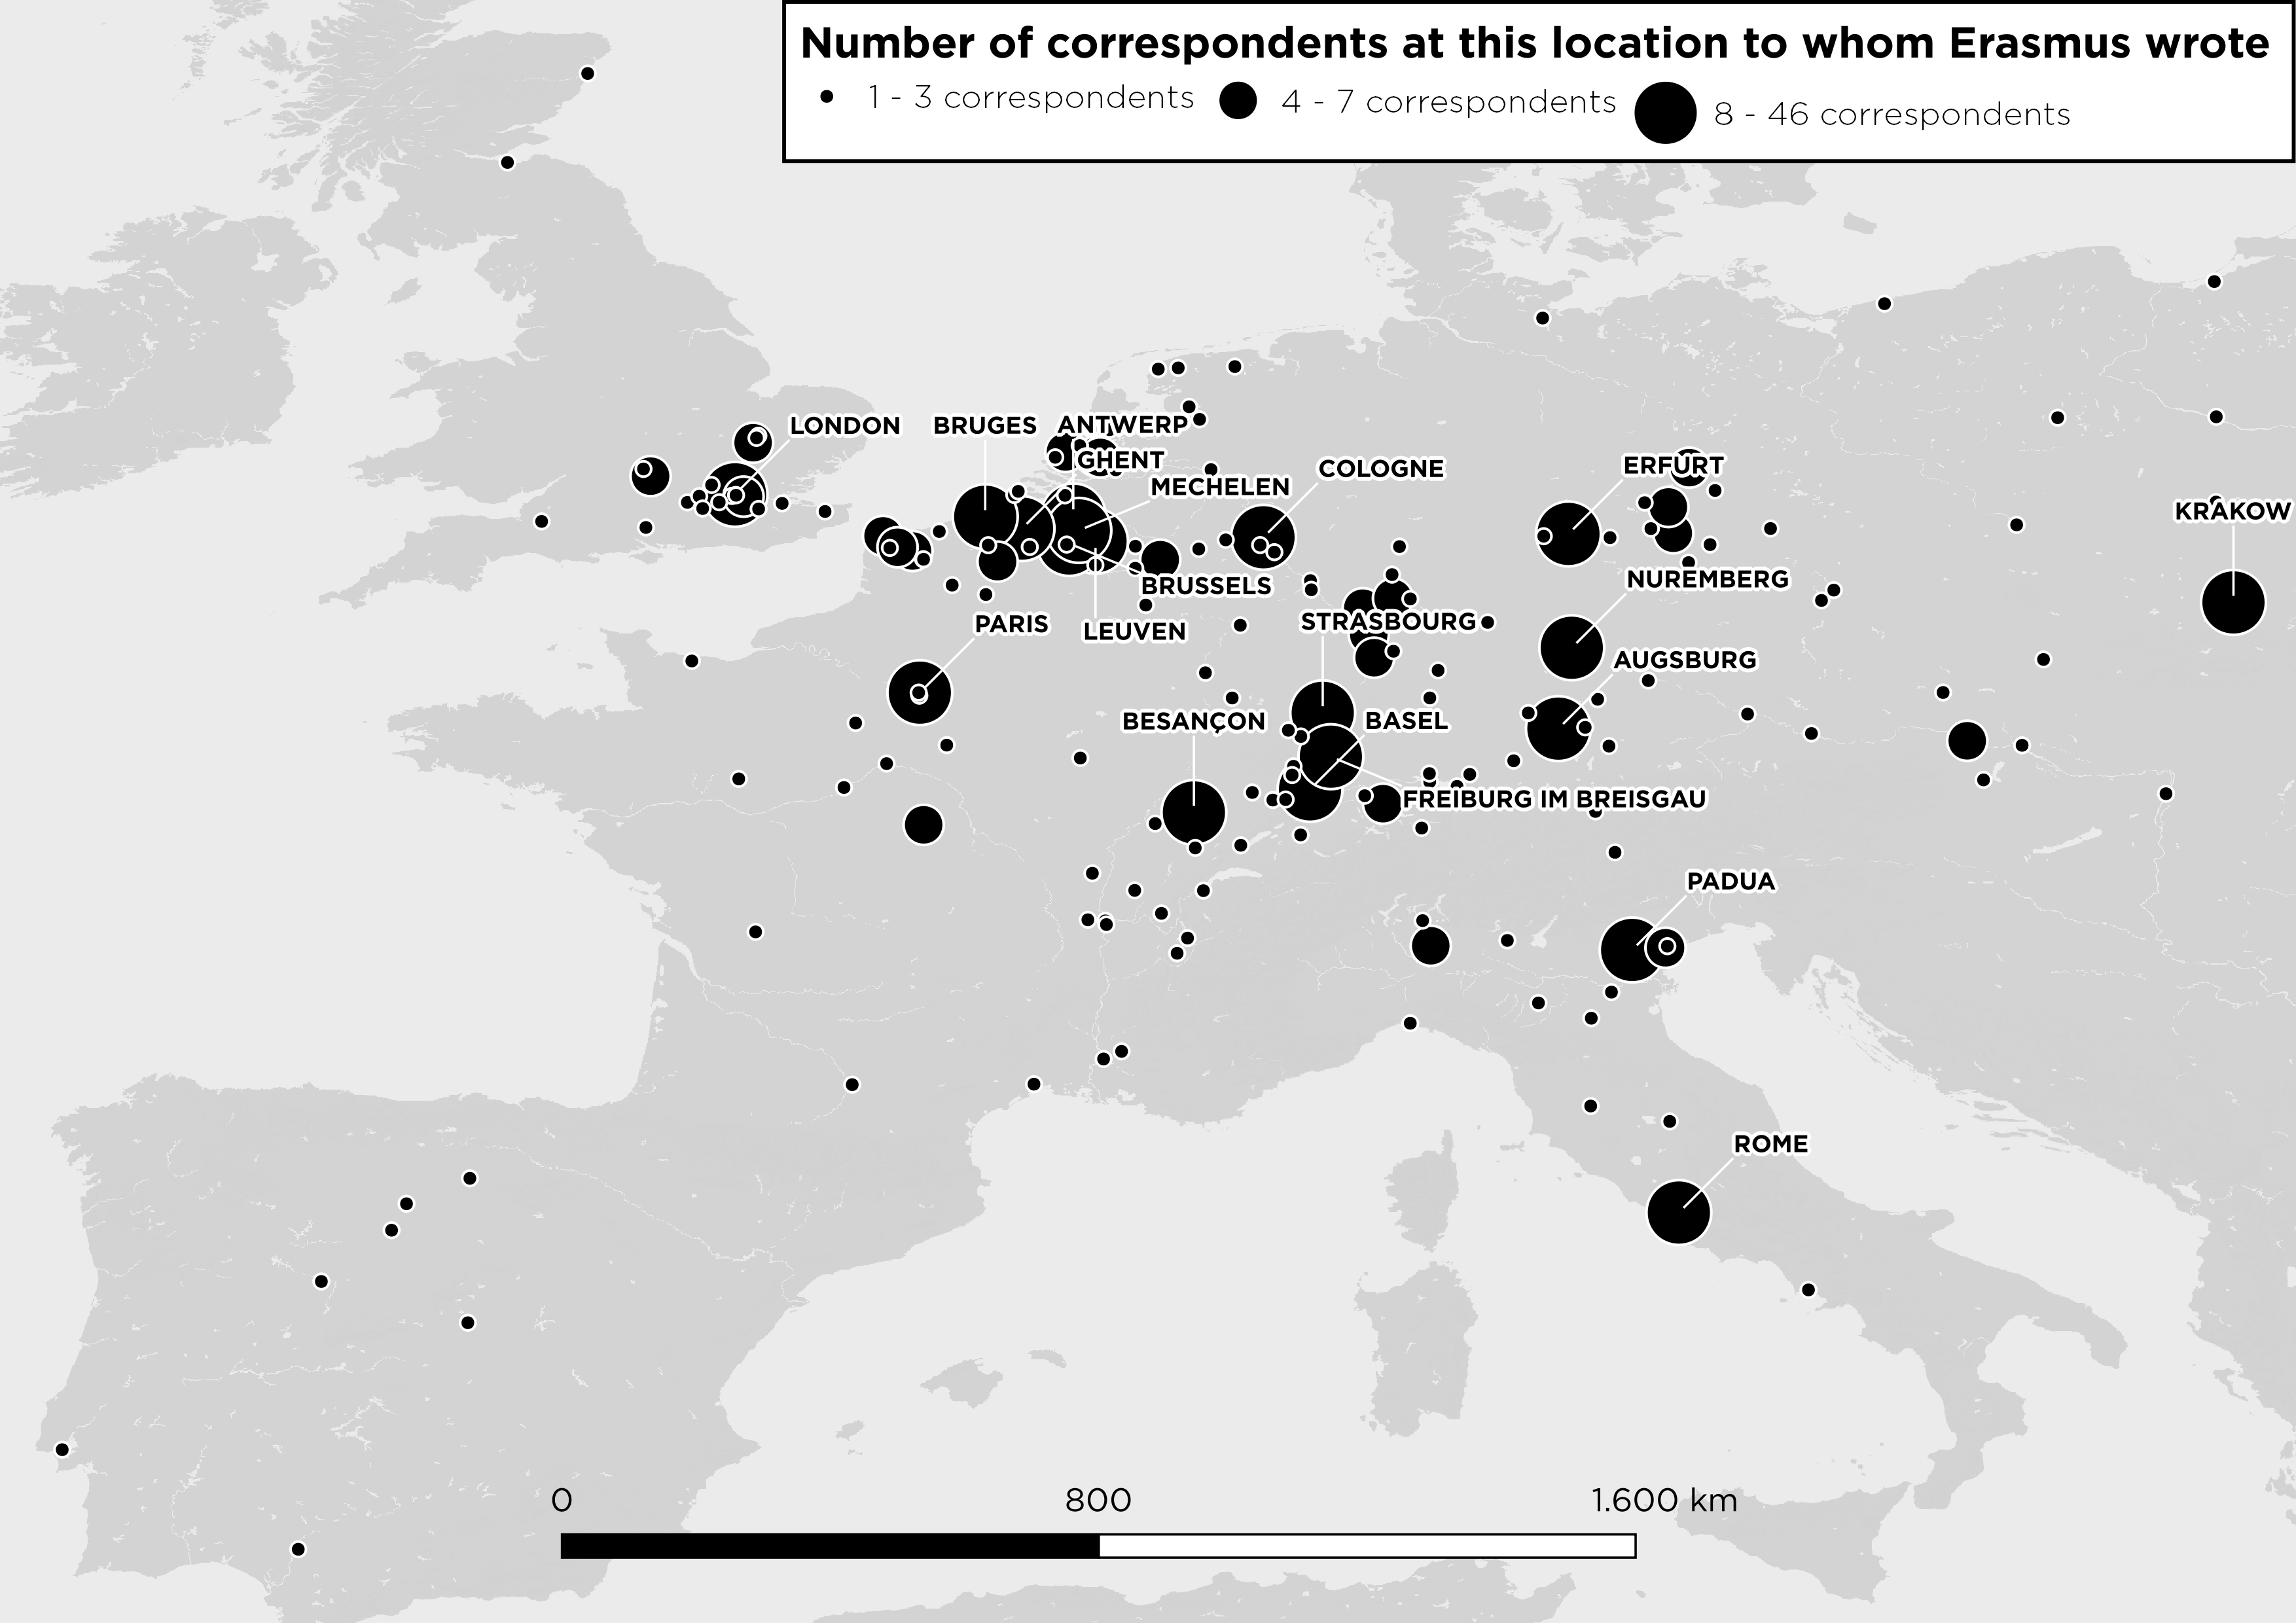 Number of correspondents at this location to whom Erasmus wrote
1 - 3 correspondents 4 - 7 correspondents 8 - 46 correspondents
LONDON BRUGES ANTWERP
GHENT
ERFURT
COLOGNE
MECHELEN
KRAKOW
NUREMBERG
BRUSSELS
STRASBOURG
PARIS
LEUVEN
AUGSBURG
BESANÇON BASEL
FREIBURG IM BREISGAU
PADUA
ROME
0 800 1.600 km